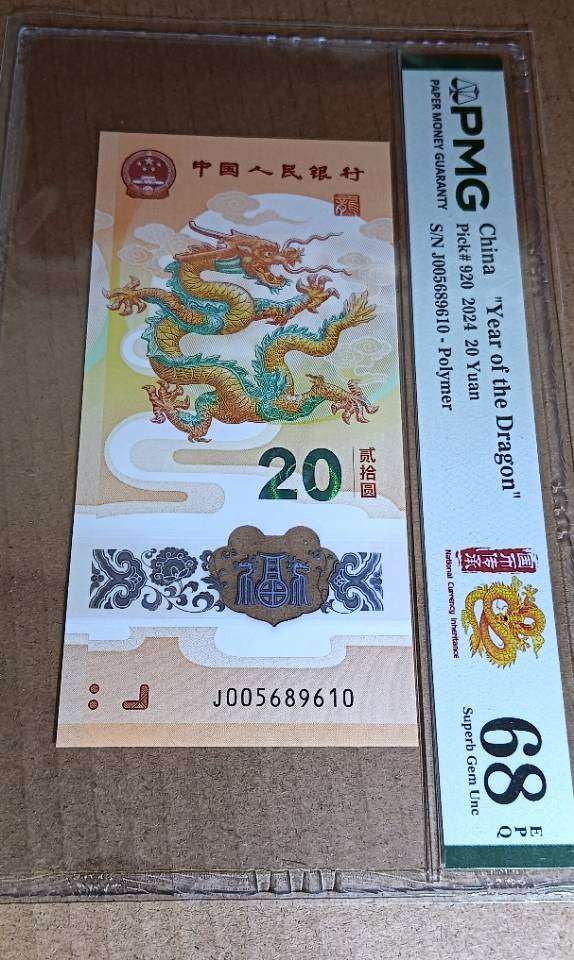 中国人民银行
20
贰拾圆
J005689610
PMG
PAPER MONEY GUARANTY
China "Year of the Dragon"
Pick# 920 2024 20 Yuan
S/N J005689610 - Polymer
National Currency Inheritance
68
EPQ
Superb Gem Unc